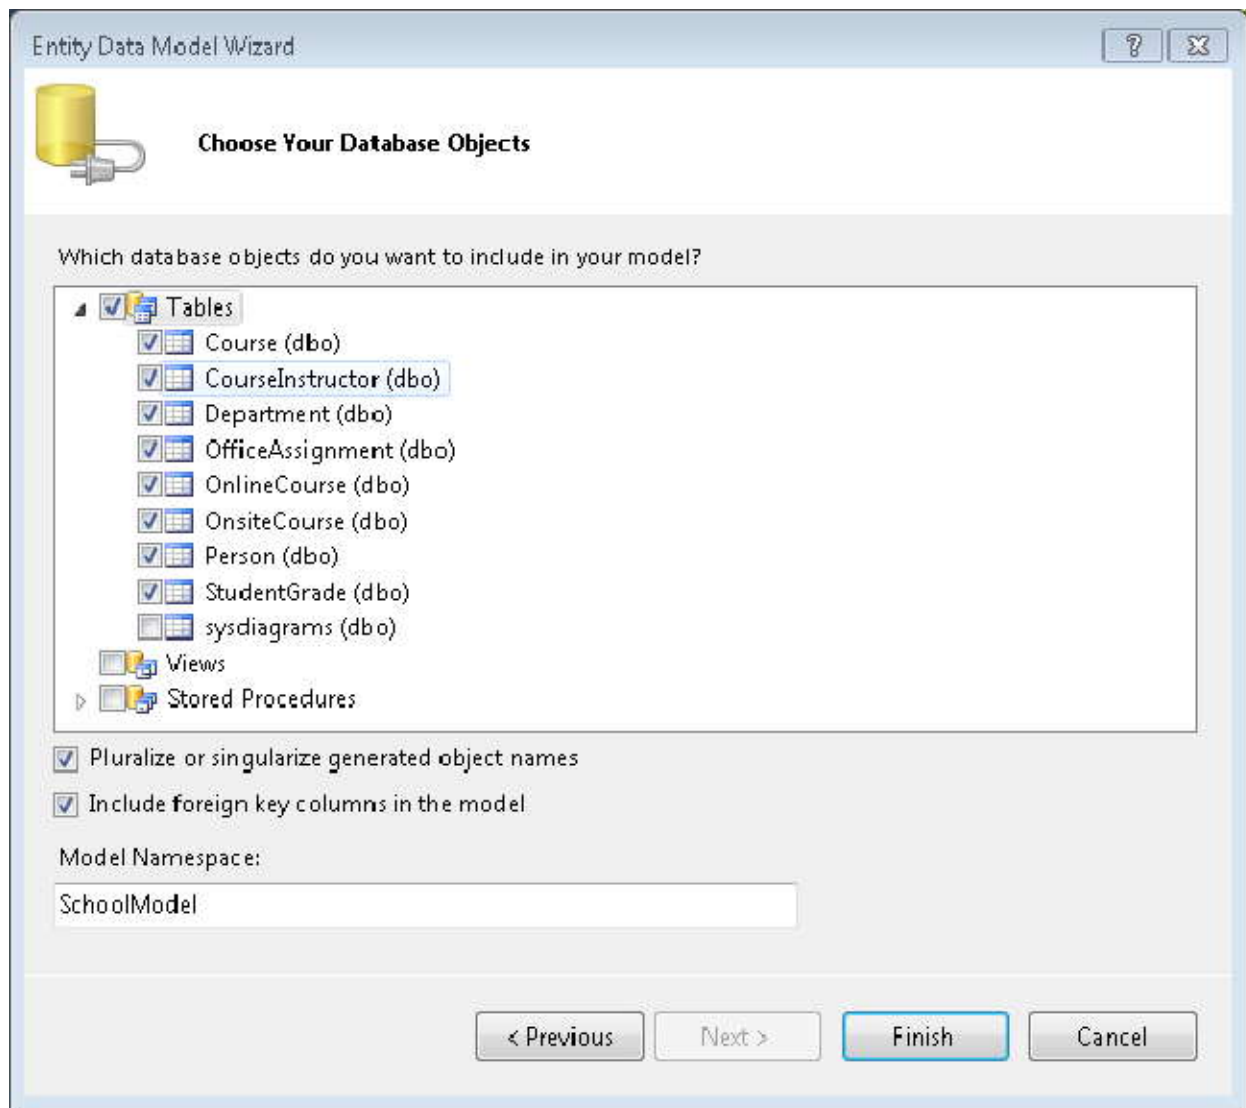 Entity Data Model Wizard
Choose Your Database Objects
Which database objects do you want to include in your model?
Tables
Course (dbo)
CourseInstructor (dbo)
Department (dbo)
OfficeAssignment (dbo)
OnlineCourse (dbo)
OnsiteCourse (dbo)
Person (dbo)
StudentGrade (dbo)
sysdiagrams (dbo)
Views
Stored Procedures
Pluralize or singularize generated object names
Include foreign key columns in the model
Model Namespace:
SchoolModel
< Previous Next > Finish Cancel